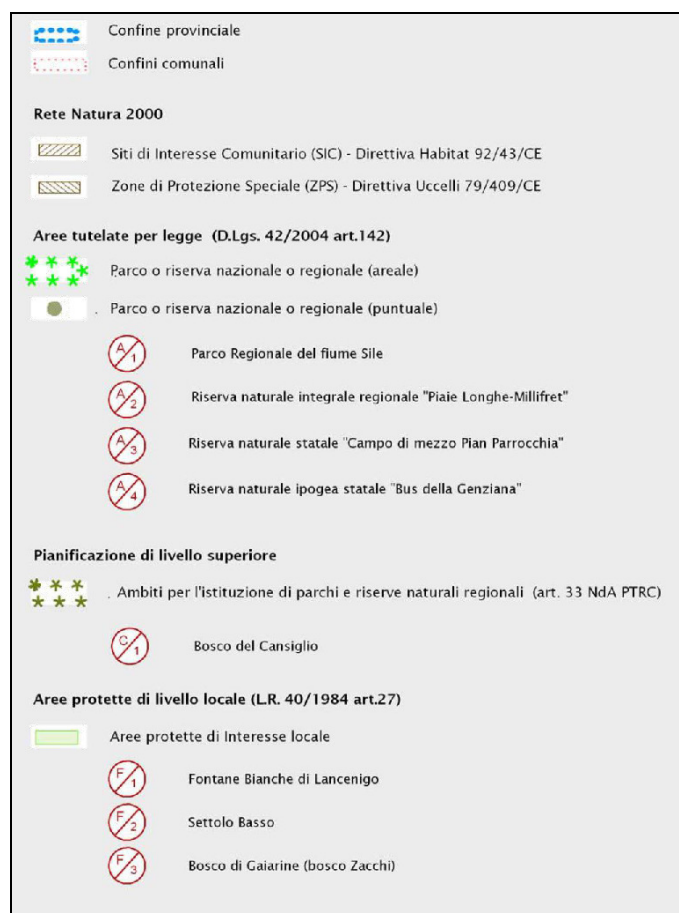 Confine provinciale
Confini comunali
Rete Natura 2000
Siti di Interesse Comunitario (SIC) - Direttiva Habitat 92/43/CE
Zone di Protezione Speciale (ZPS) - Direttiva Uccelli 79/409/CE
Aree tutelate per legge (D.Lgs. 42/2004 art.142)
Parco o riserva nazionale o regionale (areale)
. Parco o riserva nazionale o regionale (puntuale)
A/1 Parco Regionale del fiume Sile
A/2 Riserva naturale integrale regionale "Piaie Longhe-Millifret"
A/3 Riserva naturale statale "Campo di mezzo Pian Parrocchia"
A/4 Riserva naturale ipogea statale "Bus della Genziana"
Pianificazione di livello superiore
. Ambiti per l'istituzione di parchi e riserve naturali regionali (art. 33 NdA PTRC)
C/1 Bosco del Cansiglio
Aree protette di livello locale (L.R. 40/1984 art.27)
Aree protette di Interesse locale
F/1 Fontane Bianche di Lancenigo
F/2 Settolo Basso
F/3 Bosco di Gaiarine (bosco Zacchi)